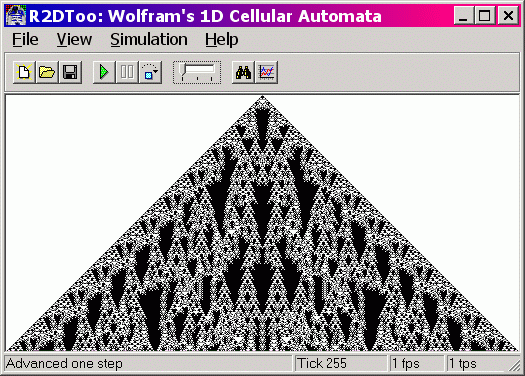 R2DToo: Wolfram's 1D Cellular Automata
File View Simulation Help
Advanced one step Tick 255 1 fps 1 tps